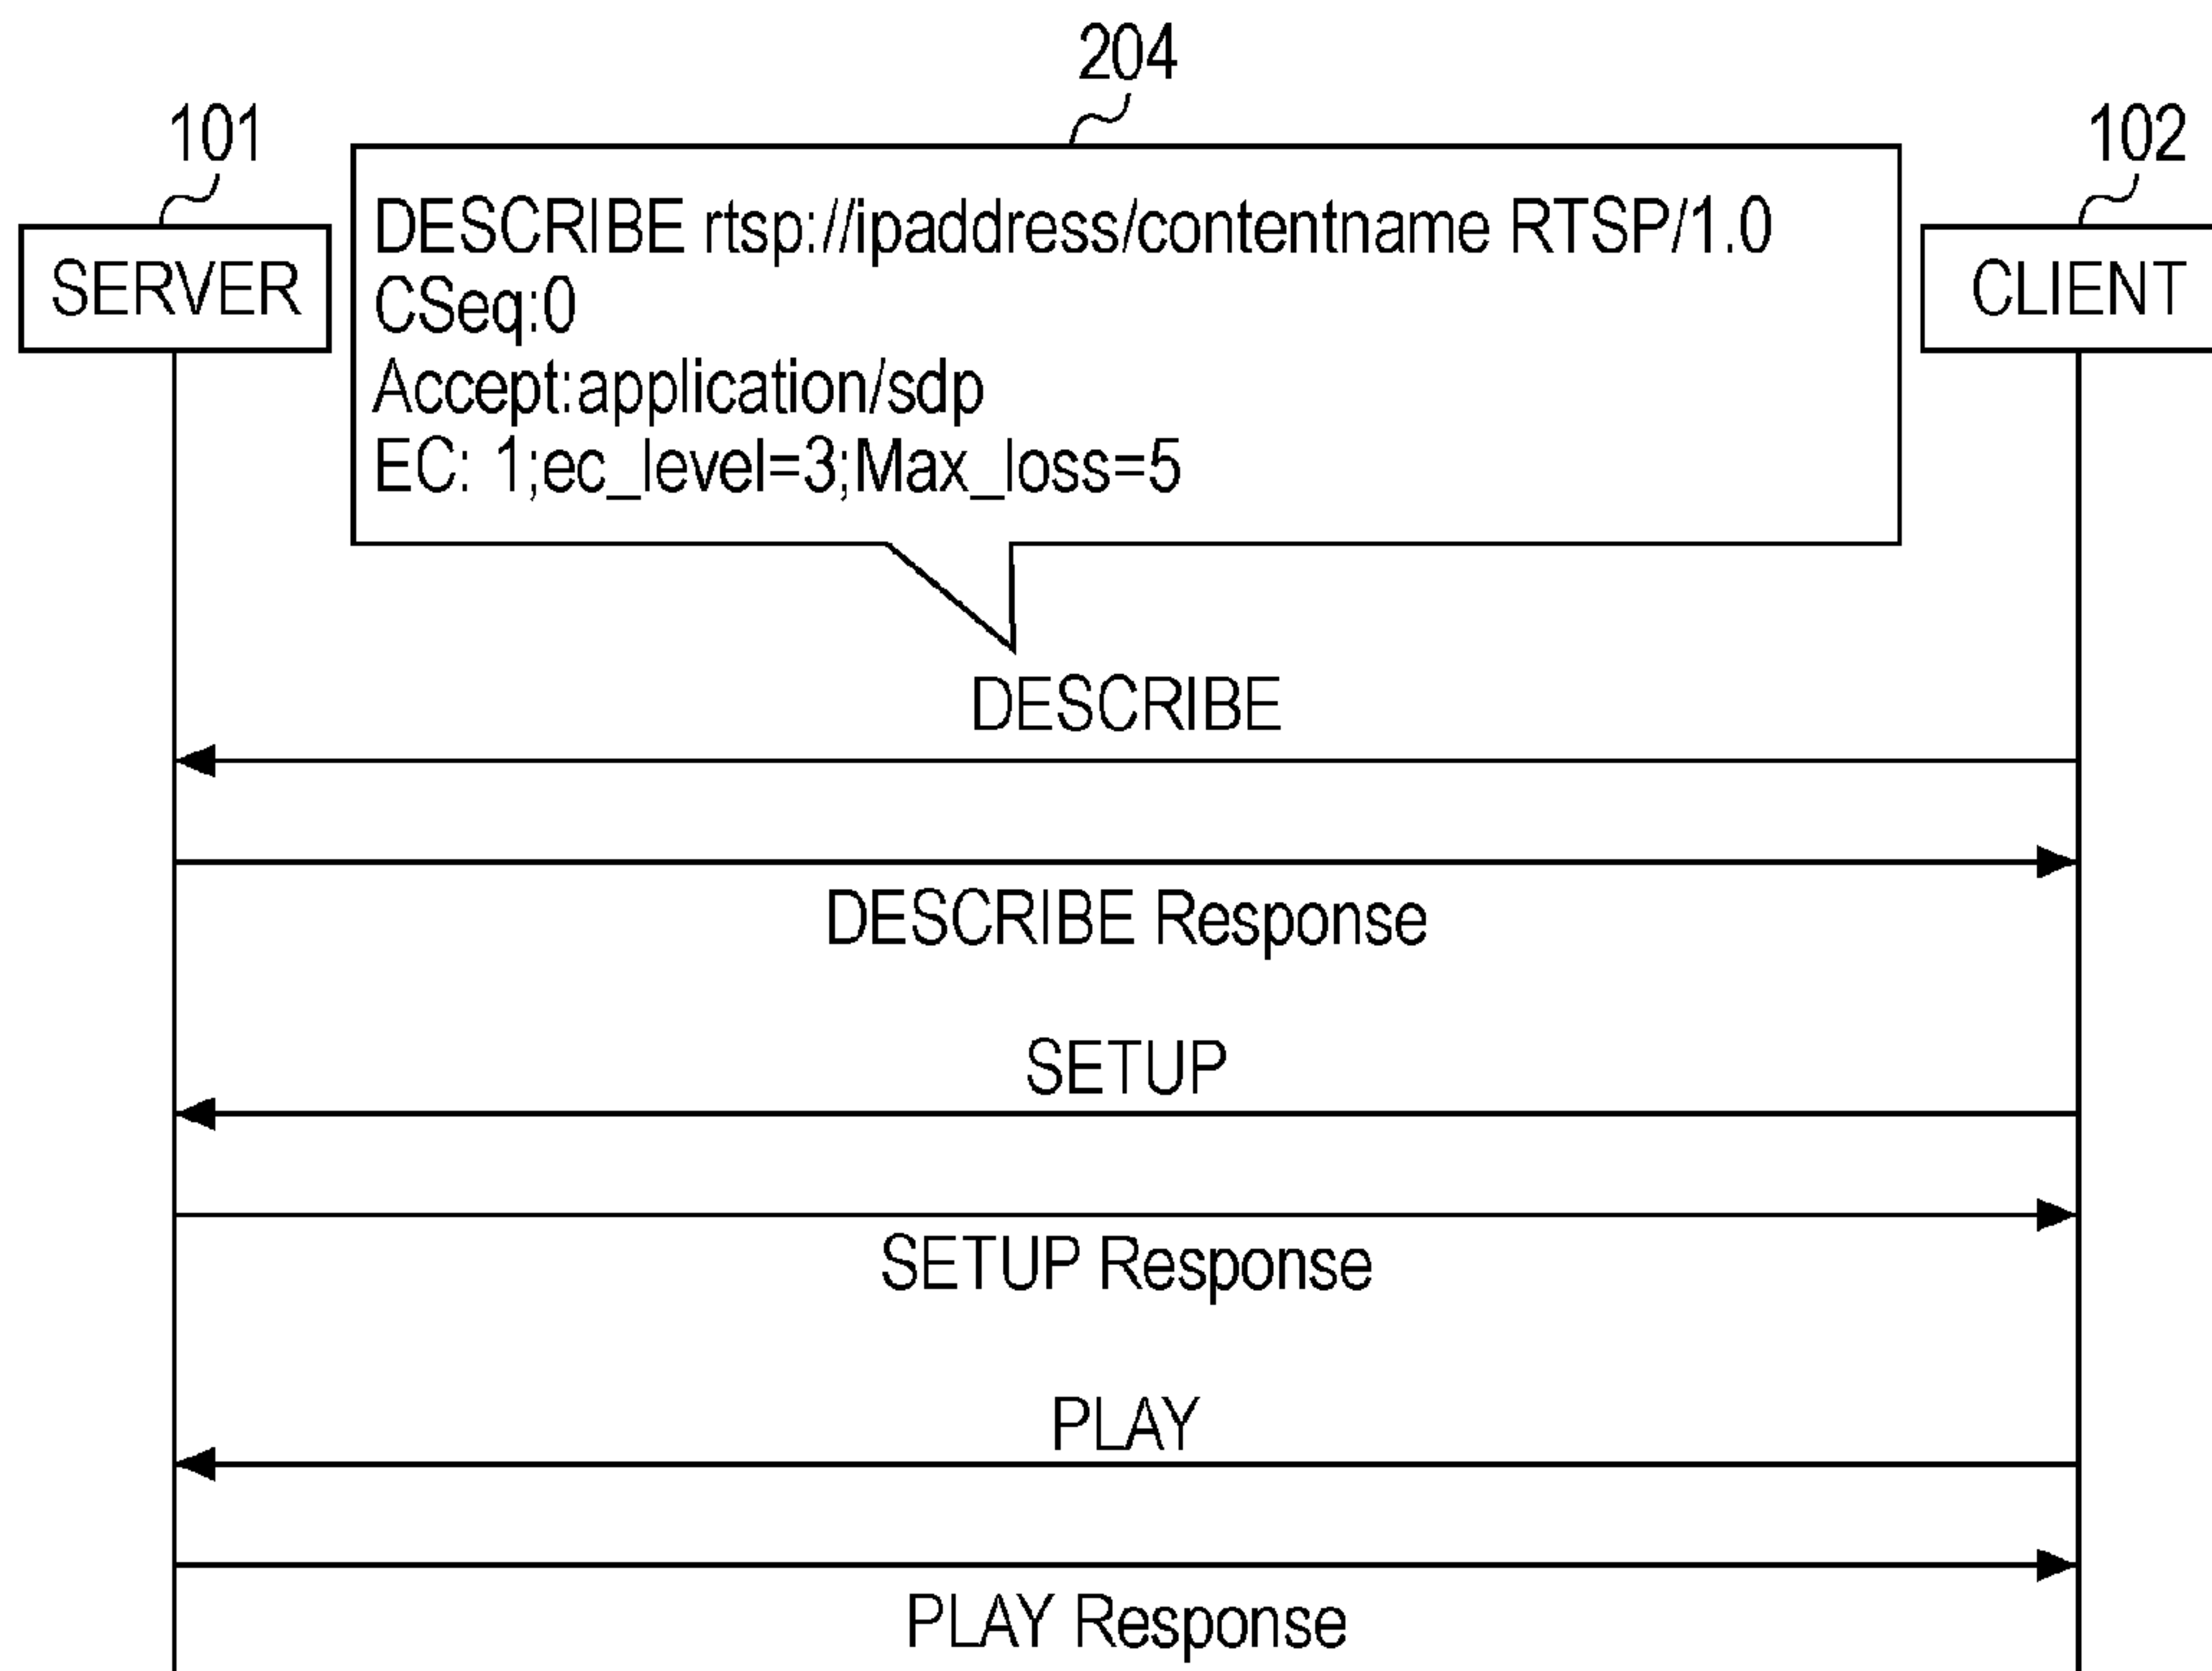 204
101
102
SERVER
DESCRIBE rtsp://ipaddress/contentname RTSP/1.0
CSeq:0
Accept:application/sdp
EC: 1;ec_level=3;Max_loss=5
CLIENT
DESCRIBE
DESCRIBE Response
SETUP
SETUP Response
PLAY
PLAY Response